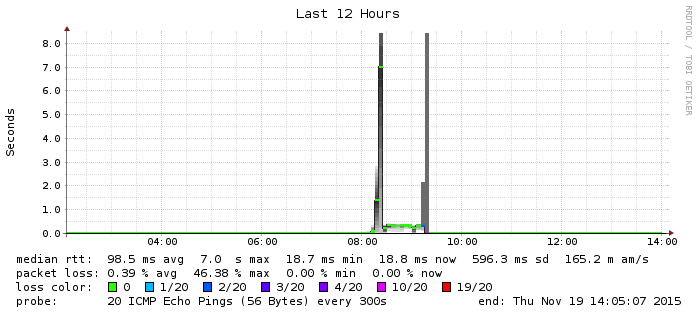 Last 12 Hours
RRDTOOL / TOBI OETIKER
Seconds
8.0
7.0
6.0
5.0
4.0
3.0
2.0
1.0
0.0
04:00 06:00 08:00 10:00 12:00 14:00
median rtt: 98.5 ms avg 7.0 s max 18.7 ms min 18.8 ms now 596.3 ms sd 165.2 m am/s
packet loss: 0.39 % avg 46.38 % max 0.00 % min 0.00 % now
loss color: 0 1/20 2/20 3/20 4/20 10/20 19/20
probe: 20 ICMP Echo Pings (56 Bytes) every 300s end: Thu Nov 19 14:05:07 2015